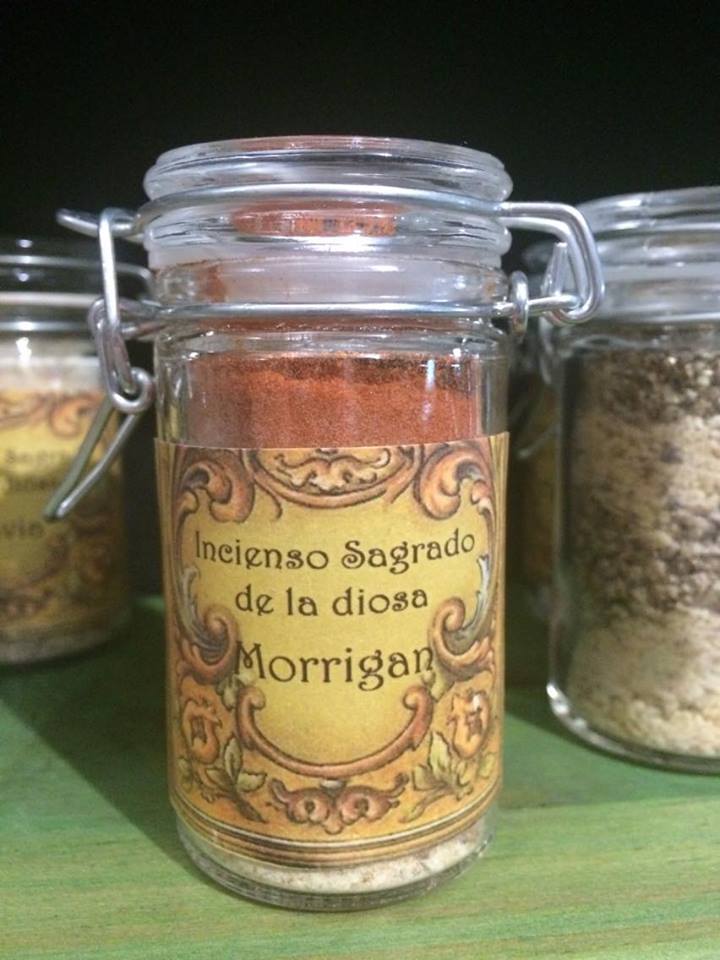 Incienso Sagrado
de la diosa
Morrigan